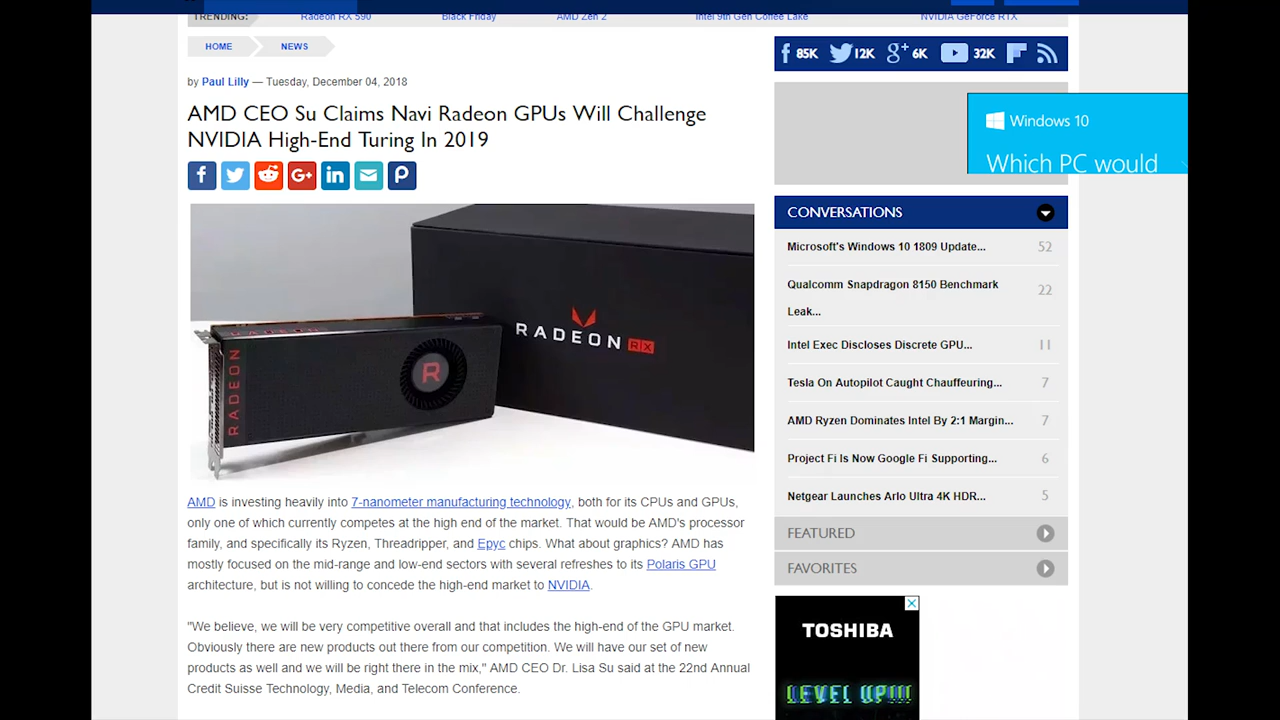 TRENDING: Radeon RX 590 Black Friday AMD Zen 2 Intel 9th Gen Coffee Lake NVIDIA GeForce RTX
HOME NEWS
by Paul Lilly — Tuesday, December 04, 2018
AMD CEO Su Claims Navi Radeon GPUs Will Challenge
NVIDIA High-End Turing In 2019
RADEON
R
RADEON RX
AMD is investing heavily into 7-nanometer manufacturing technology, both for its CPUs and GPUs,
only one of which currently competes at the high end of the market. That would be AMD's processor
family, and specifically its Ryzen, Threadripper, and Epyc chips. What about graphics? AMD has
mostly focused on the mid-range and low-end sectors with several refreshes to its Polaris GPU
architecture, but is not willing to concede the high-end market to NVIDIA.
"We believe, we will be very competitive overall and that includes the high-end of the GPU market.
Obviously there are new products out there from our competition. We will have our set of new
products as well and we will be right there in the mix," AMD CEO Dr. Lisa Su said at the 22nd Annual
Credit Suisse Technology, Media, and Telecom Conference.
85K 12K 6K 32K
Windows 10
Which PC would
CONVERSATIONS
Microsoft's Windows 10 1809 Update... 52
Qualcomm Snapdragon 8150 Benchmark
Leak... 22
Intel Exec Discloses Discrete GPU... 11
Tesla On Autopilot Caught Chauffeuring... 7
AMD Ryzen Dominates Intel By 2:1 Margin... 7
Project Fi Is Now Google Fi Supporting... 6
Netgear Launches Arlo Ultra 4K HDR... 5
FEATURED
FAVORITES
TOSHIBA
LEVEL UP!!!